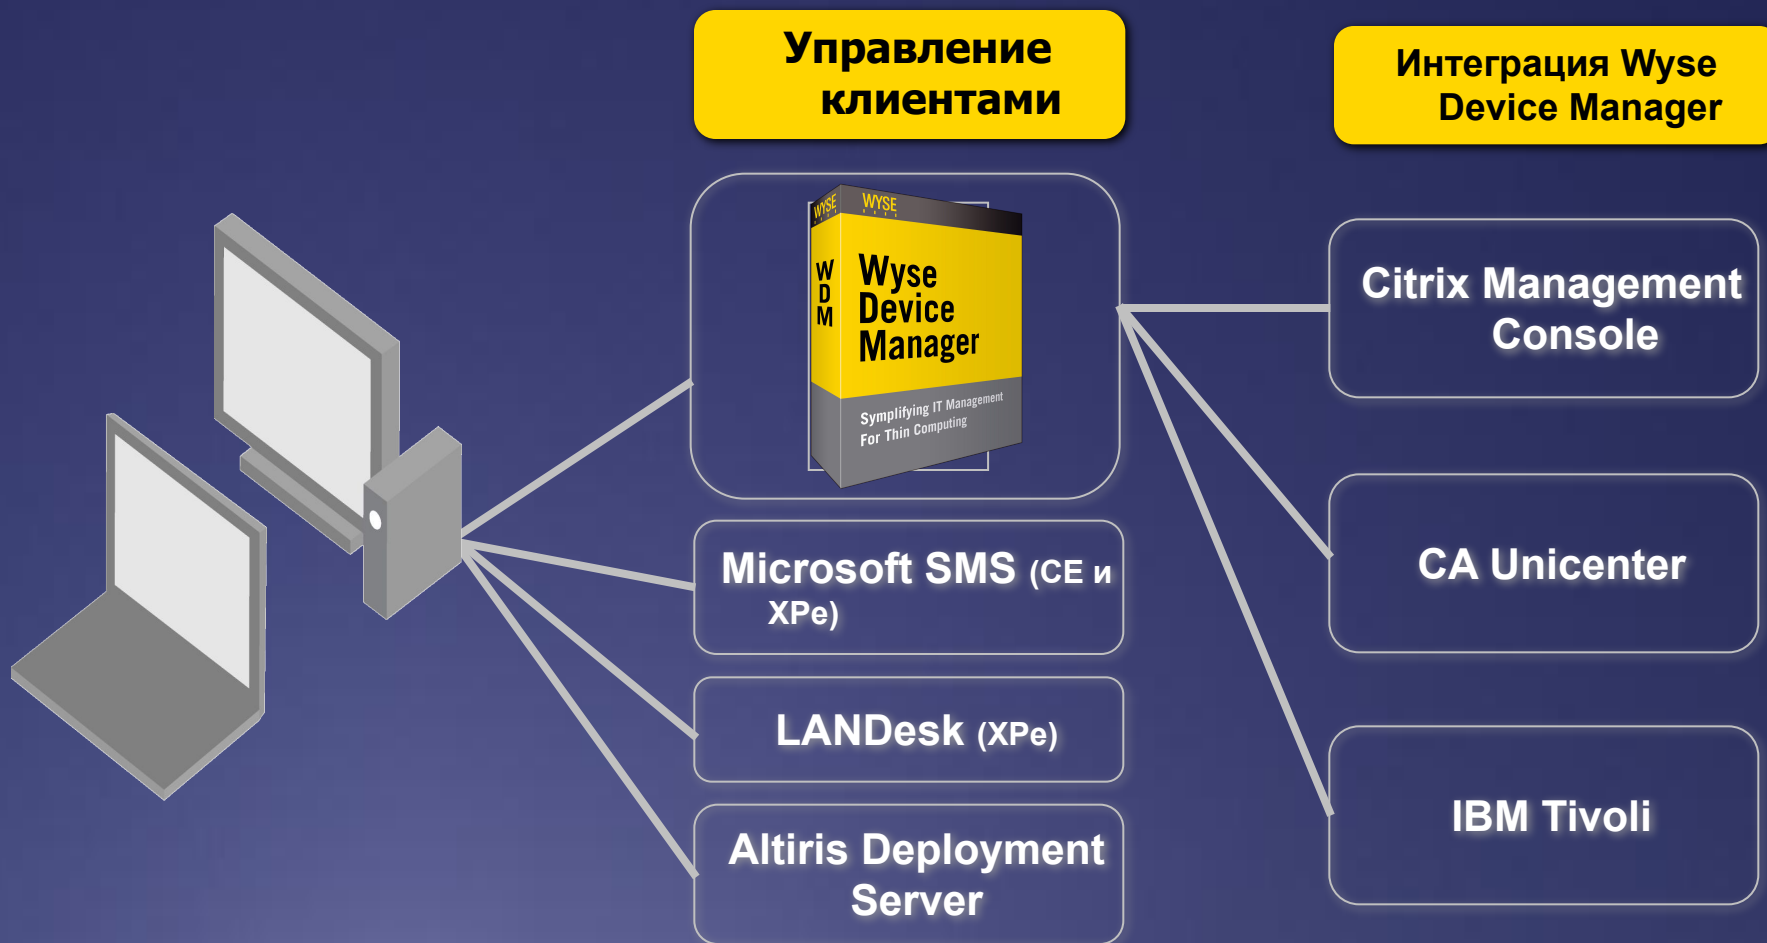 Управление
клиентами
Интеграция Wyse
Device Manager
WYSE
WYSE
WDM
Wyse
Device
Manager
Symplifying IT Management
For Thin Computing
Microsoft SMS (CE и
XPe)
LANDesk (XPe)
Altiris Deployment
Server
Citrix Management
Console
CA Unicenter
IBM Tivoli